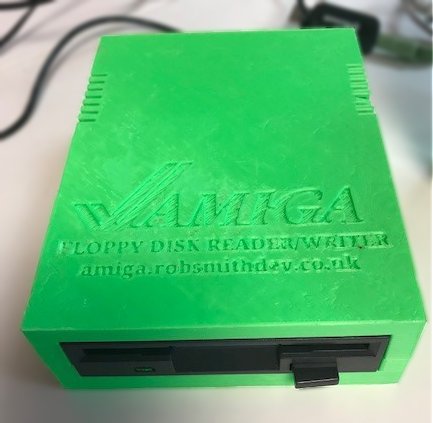 AMIGA
FLOPPY DISK READER/WRITER
amiga.robsmithdev.co.uk